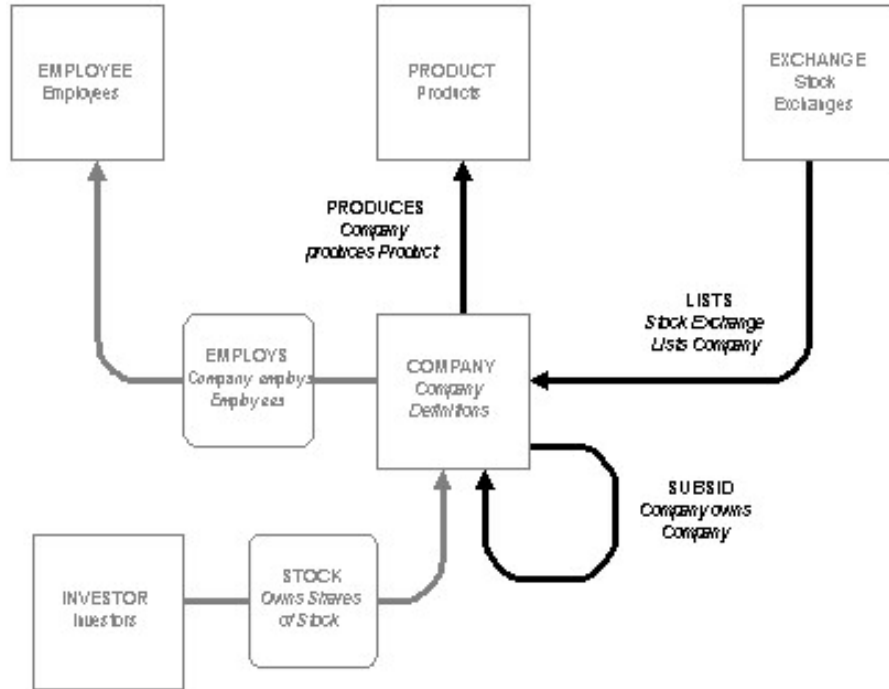 EMPLOYEE
Employees
PRODUCT
Products
EXCHANGE
Stock
Exchanges
PRODUCES
Company
produces Product
LISTS
Stock Exchange
Lists Company
EMPLOYS
Company employs
Employees
COMPANY
Company
Definitions
SUBSID
Company owns
Company
INVESTOR
Investors
STOCK
Owns Shares
of Stock